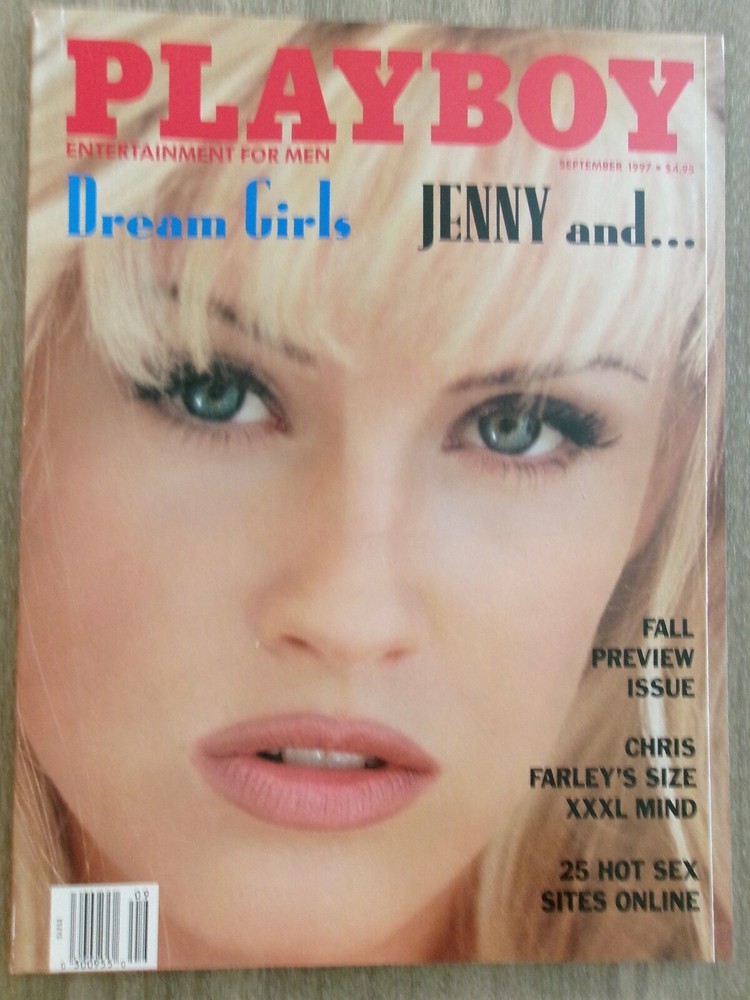 PLAYBOY
ENTERTAINMENT FOR MEN
SEPTEMBER 1997 • $4.95
Dream Girls JENNY and...
FALL
PREVIEW
ISSUE
CHRIS
FARLEY'S SIZE
XXXL MIND
25 HOT SEX
SITES ONLINE
09